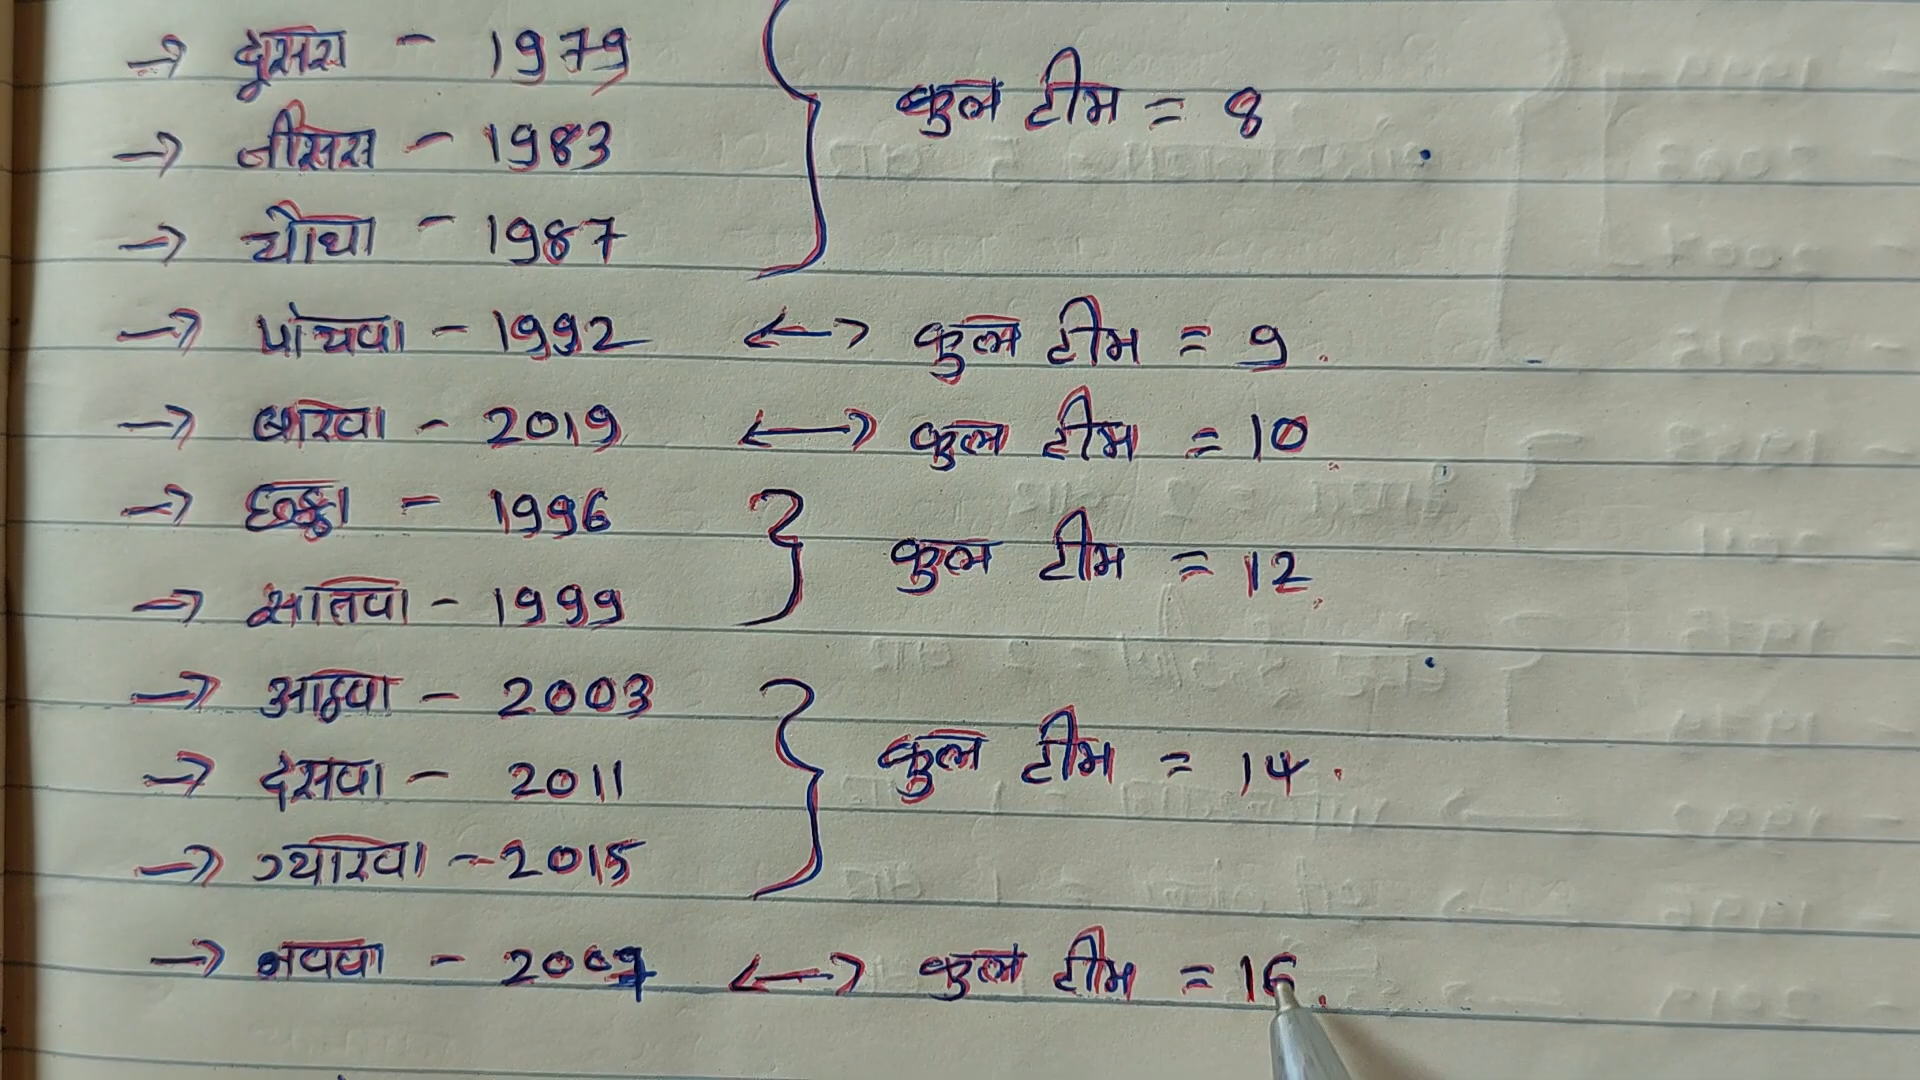 → दूसरा - 1979
कुल टीम = 8
→ तीसरा - 1983
→ चौथा - 1987
→ पांचवा - 1992 ↔ कुल टीम = 9.
→ बारवा - 2019 ↔ कुल टीम = 10.
→ छठ्ठा - 1996
कुल टीम = 12.
→ सातवा - 1999
→ आठवा - 2003
कुल टीम = 14.
→ दसवा - 2011
→ ग्यारवा - 2015
→ नववा - 2007 ↔ कुल टीम = 16.